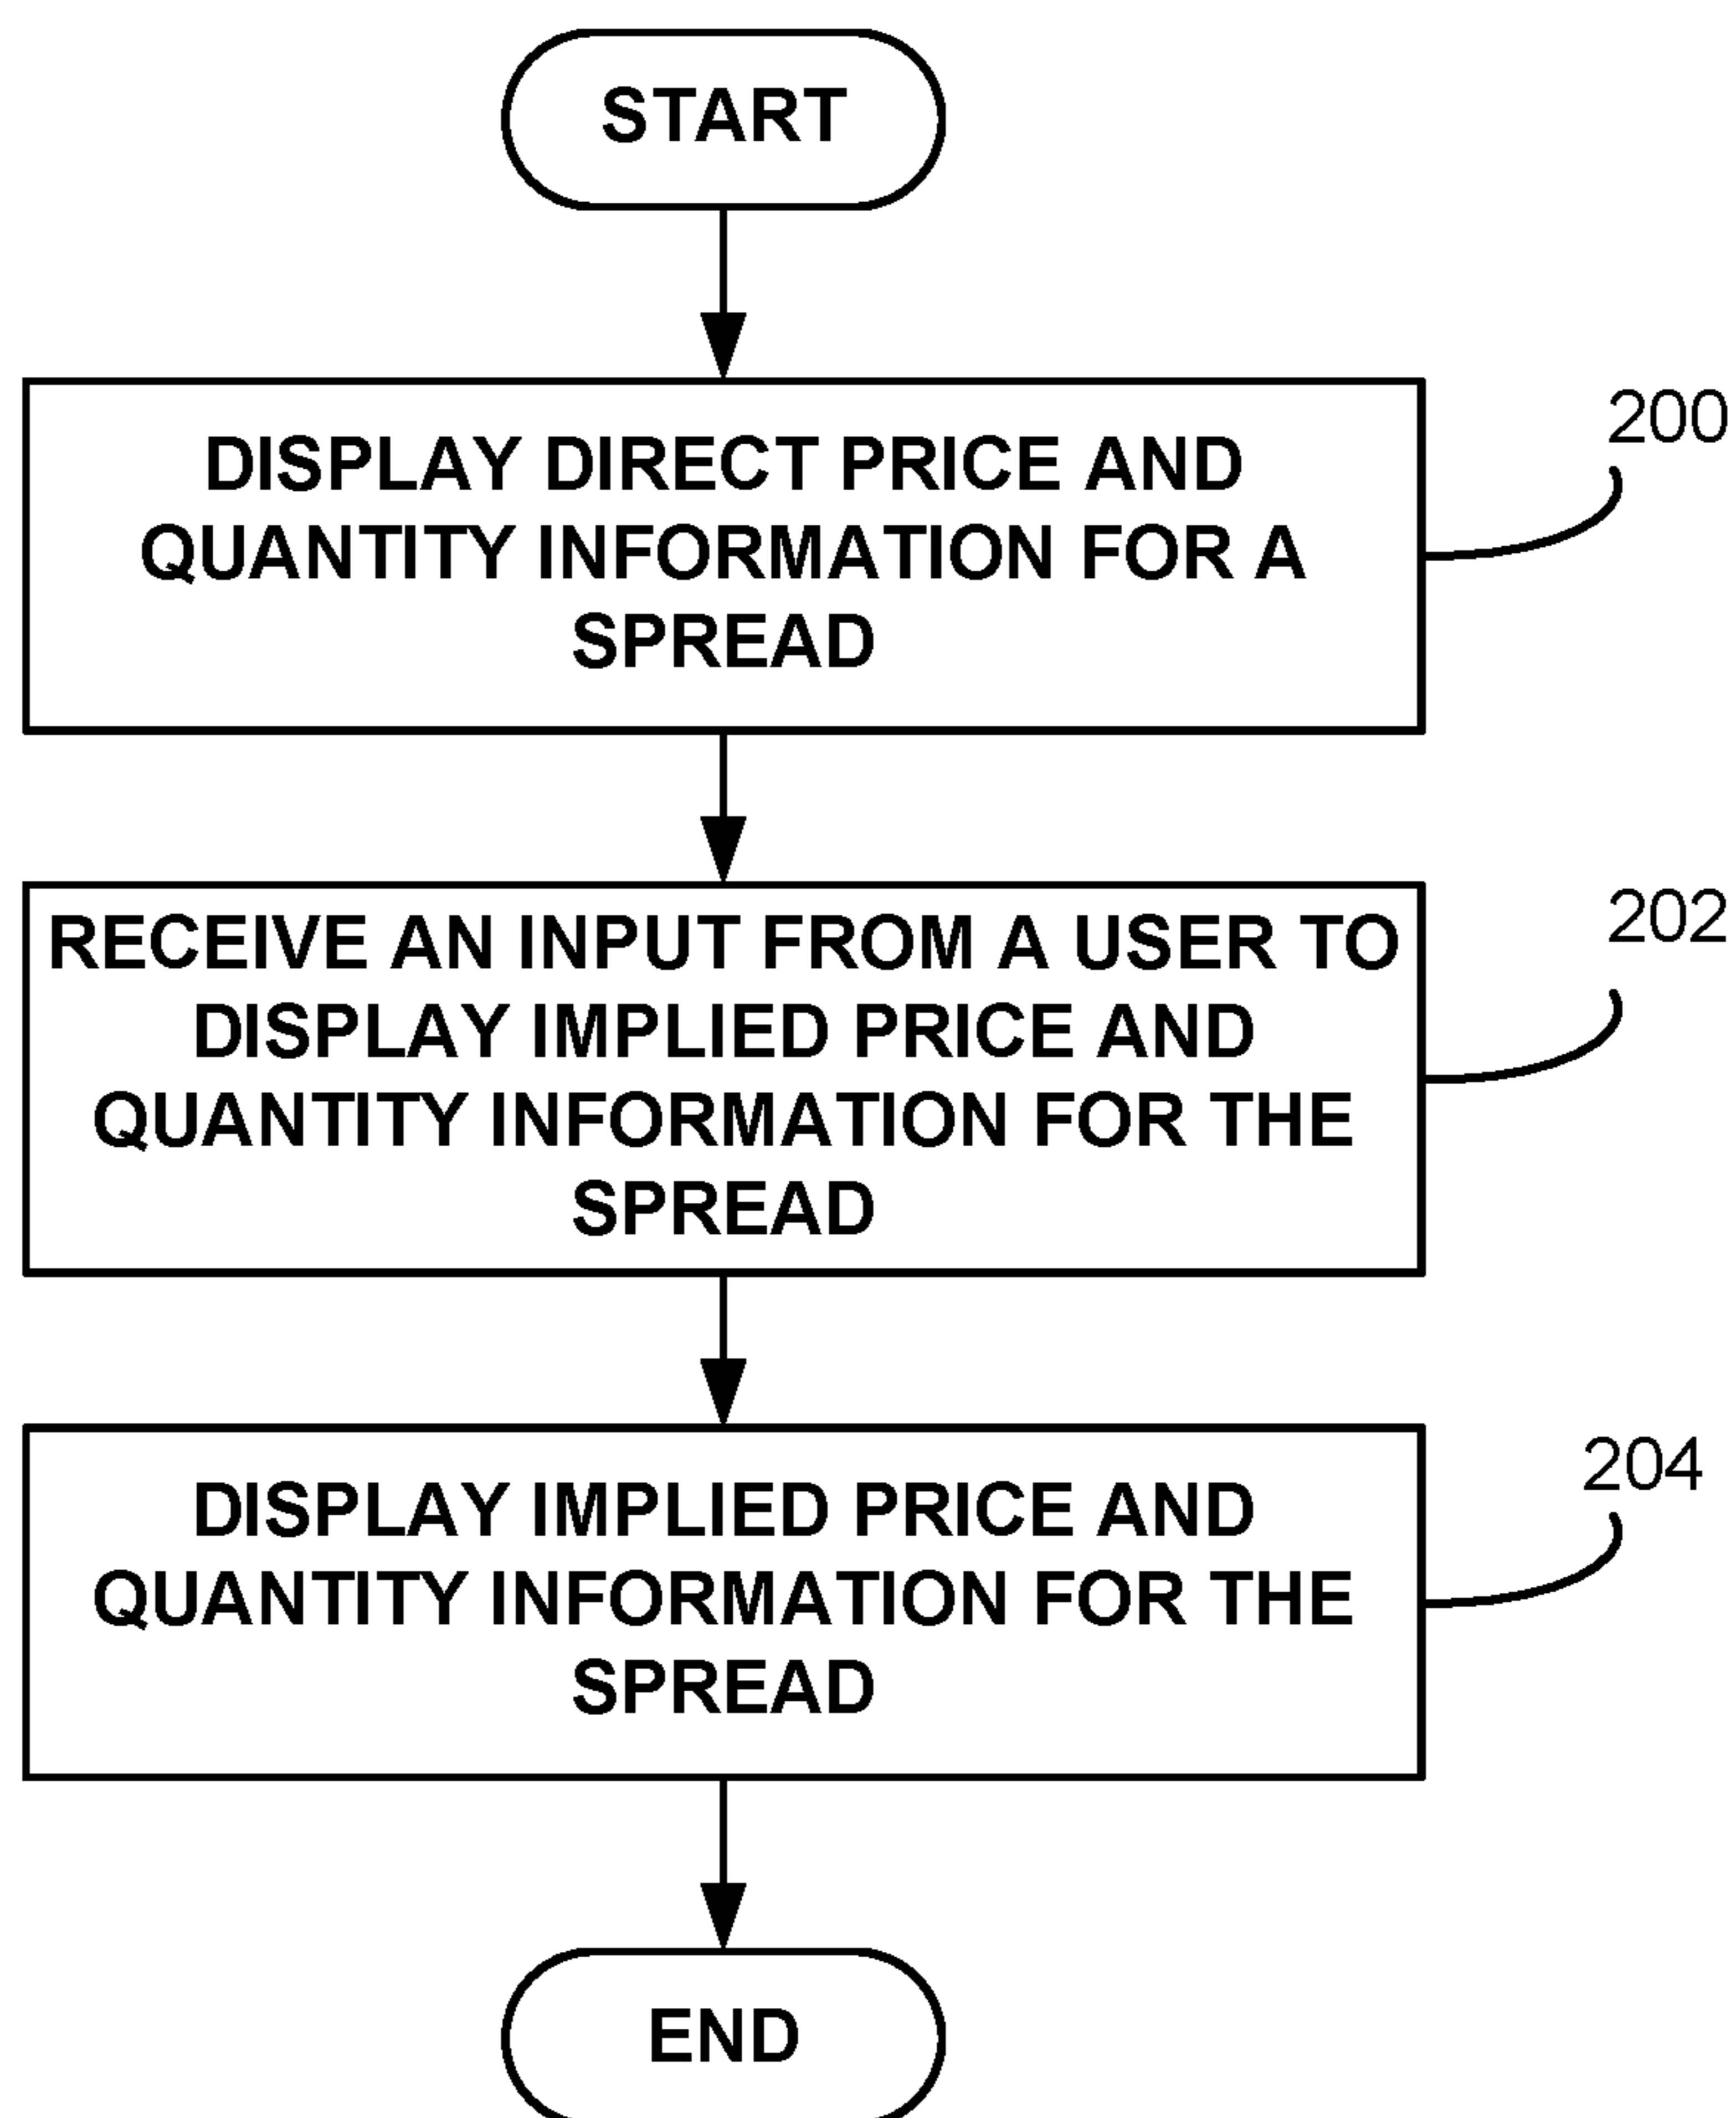 START
200
DISPLAY DIRECT PRICE AND
QUANTITY INFORMATION FOR A
SPREAD
202
RECEIVE AN INPUT FROM A USER TO
DISPLAY IMPLIED PRICE AND
QUANTITY INFORMATION FOR THE
SPREAD
204
DISPLAY IMPLIED PRICE AND
QUANTITY INFORMATION FOR THE
SPREAD
END